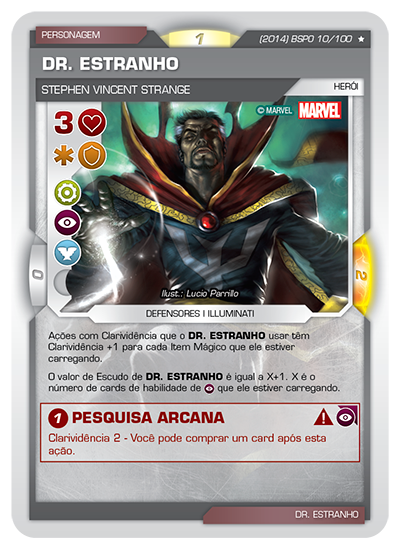 PERSONAGEM
1
(2014) BSP0 10/100 ★
DR. ESTRANHO
STEPHEN VINCENT STRANGE
HERÓI
© MARVEL MARVEL
3
*
0
2
Ilust.: Lucio Parrillo
DEFENSORES | ILLUMINATI
Ações com Clarividência que o DR. ESTRANHO usar têm
Clarividência +1 para cada Item Mágico que ele estiver
carregando.
O valor de Escudo de DR. ESTRANHO é igual a X+1. X é o
número de cards de habilidade de que ele estiver carregando.
1 PESQUISA ARCANA
Clarividência 2 - Você pode comprar um card após esta
ação.
DR. ESTRANHO